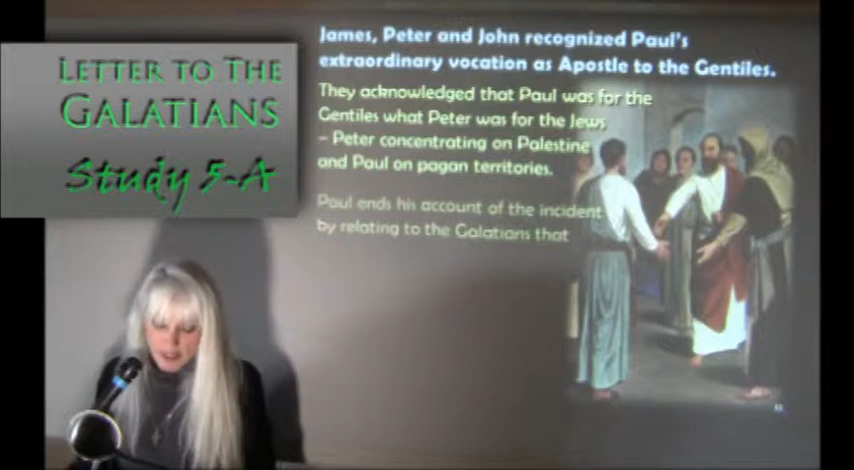 LETTER TO THE
GALATIANS
Study 5-A
James, Peter and John recognized Paul's
extraordinary vocation as Apostle to the Gentiles.
They acknowledged that Paul was for the
Gentiles what Peter was for the Jews
– Peter concentrating on Palestine
and Paul on pagan territories.
Paul ends his account of the incident
by relating to the Galatians that